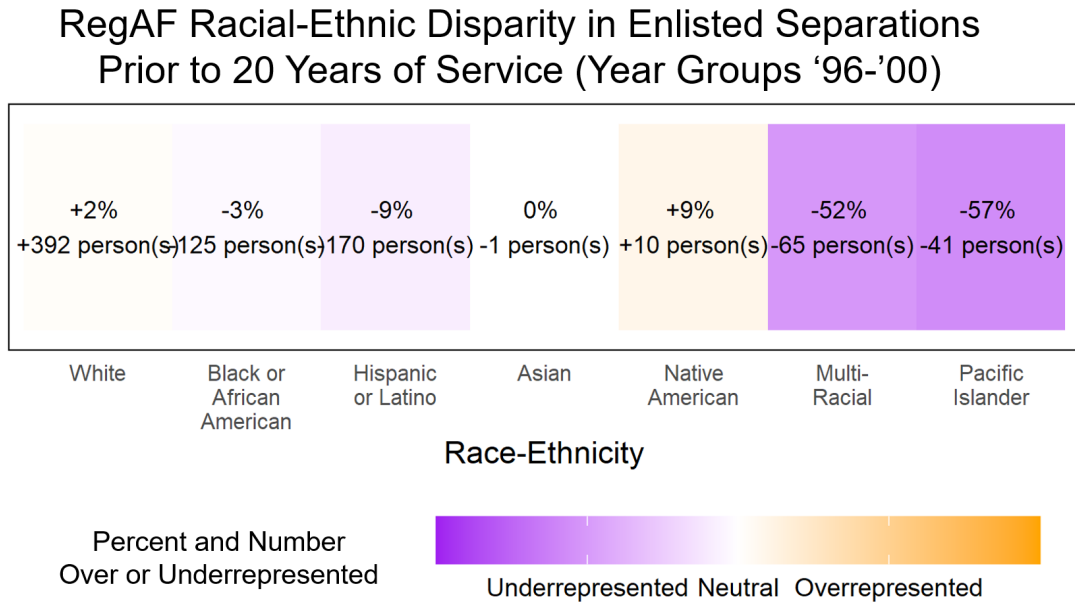 RegAF Racial-Ethnic Disparity in Enlisted Separations
Prior to 20 Years of Service (Year Groups ‘96-’00)
+2% -3% -9% 0% +9% -52% -57%
+392 person(s) -125 person(s) -170 person(s) -1 person(s) +10 person(s) -65 person(s) -41 person(s)
White
Black or
African
American
Hispanic
or Latino
Asian
Native
American
Multi-
Racial
Pacific
Islander
Race-Ethnicity
Percent and Number
Over or Underrepresented
Underrepresented Neutral Overrepresented